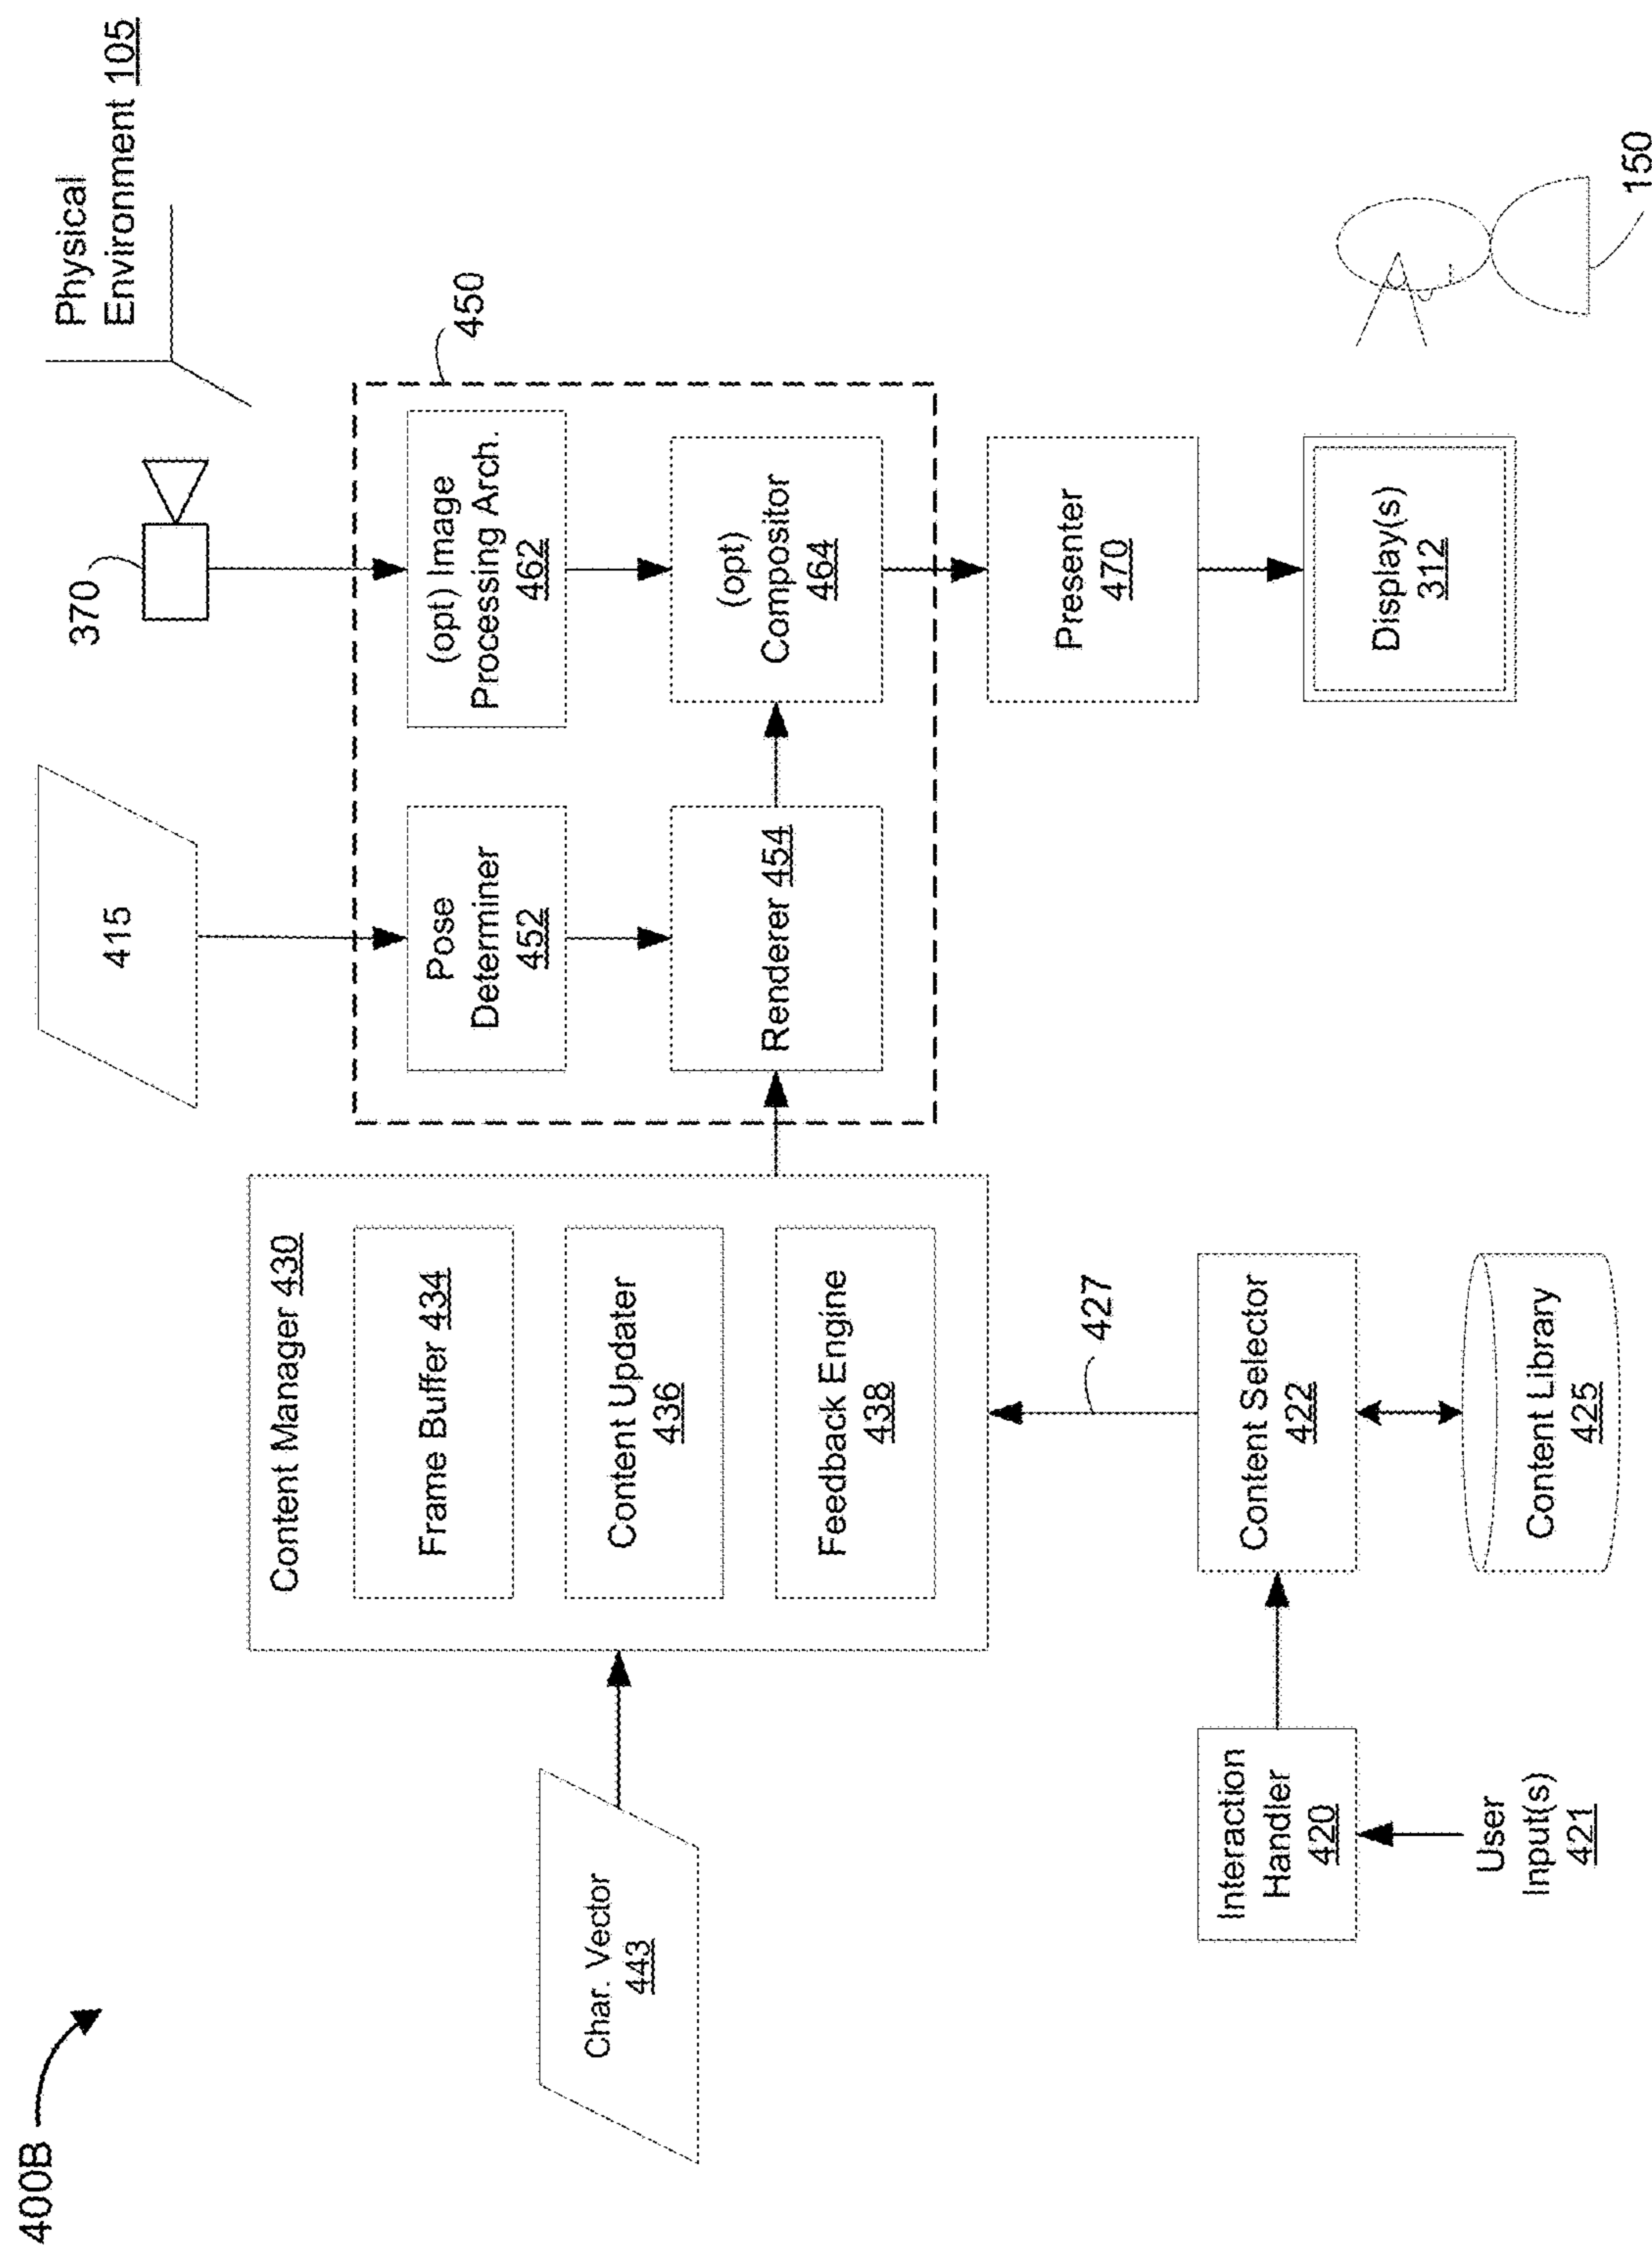 400B
Physical
Environment 105
370
415
450
Content Manager 430
Frame Buffer 434
Content Updater
436
Feedback Engine
438
Char. Vector
443
Pose
Determiner
452
(opt) Image
Processing Arch.
462
Renderer 454
(opt)
Compositor
464
427
Presenter
470
Interaction
Handler
420
User
Input(s)
421
Content Selector
422
Content Library
425
Display(s)
312
150